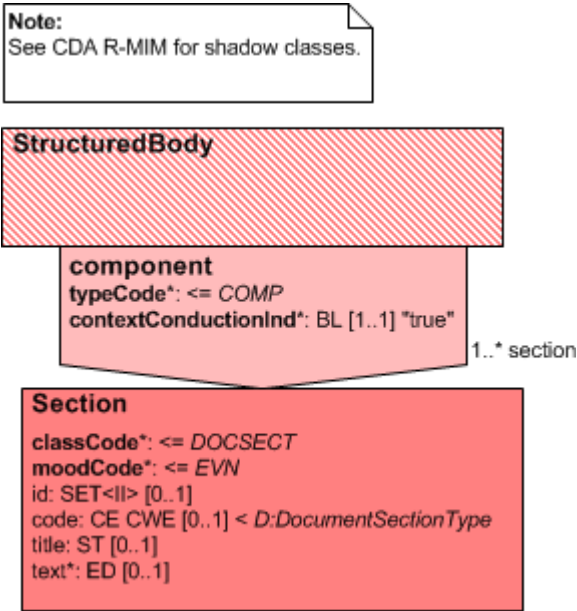 Note:
See CDA R-MIM for shadow classes.
StructuredBody
component
typeCode*: <= COMP
contextConductionInd*: BL [1..1] "true"
1..* section
Section
classCode*: <= DOCSECT
moodCode*: <= EVN
id: SET<II> [0..1]
code: CE CWE [0..1] < D:DocumentSectionType
title: ST [0..1]
text*: ED [0..1]